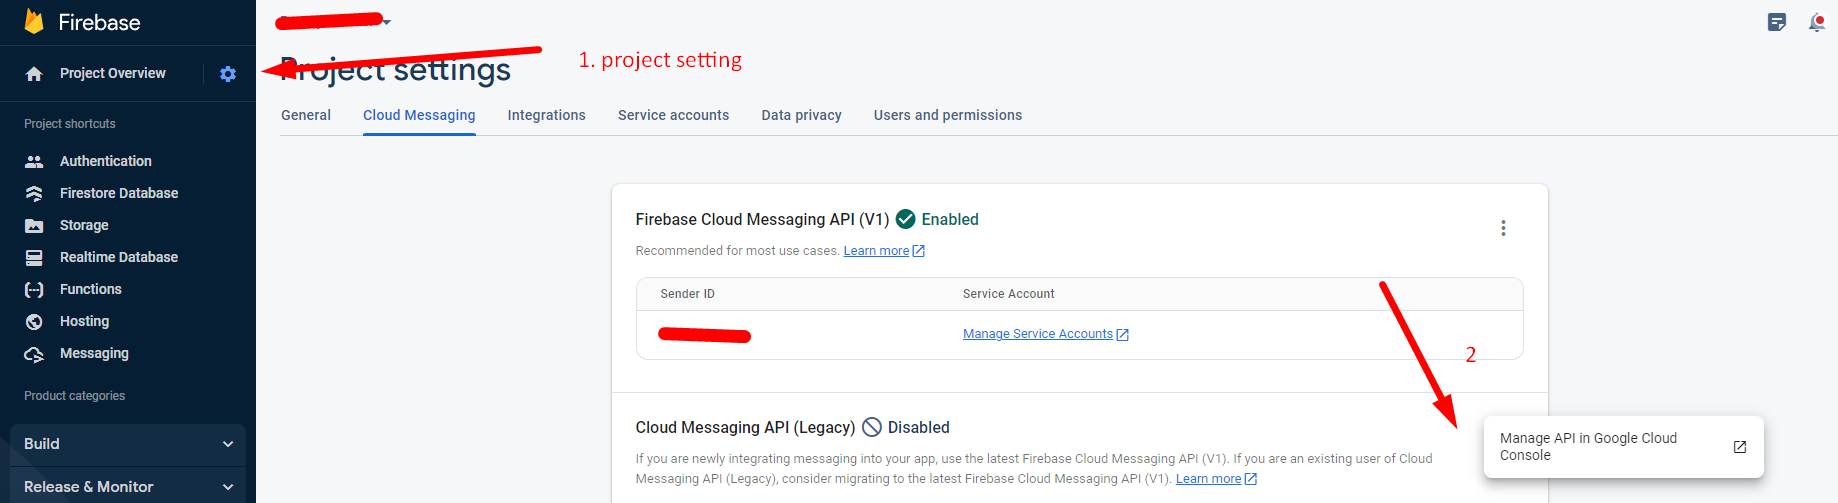 Firebase
Project Overview
Project settings
1. project setting
General Cloud Messaging Integrations Service accounts Data privacy Users and permissions
Project shortcuts
Authentication
Firestore Database
Storage
Realtime Database
Functions
Hosting
Messaging
Product categories
Build
Release & Monitor
Firebase Cloud Messaging API (V1) Enabled
Recommended for most use cases. Learn more
Sender ID Service Account
Manage Service Accounts
2
Cloud Messaging API (Legacy) Disabled
If you are newly integrating messaging into your app, use the latest Firebase Cloud Messaging API (V1). If you are an existing user of Cloud
Messaging API (Legacy), consider migrating to the latest Firebase Cloud Messaging API (V1). Learn more
Manage API in Google Cloud
Console